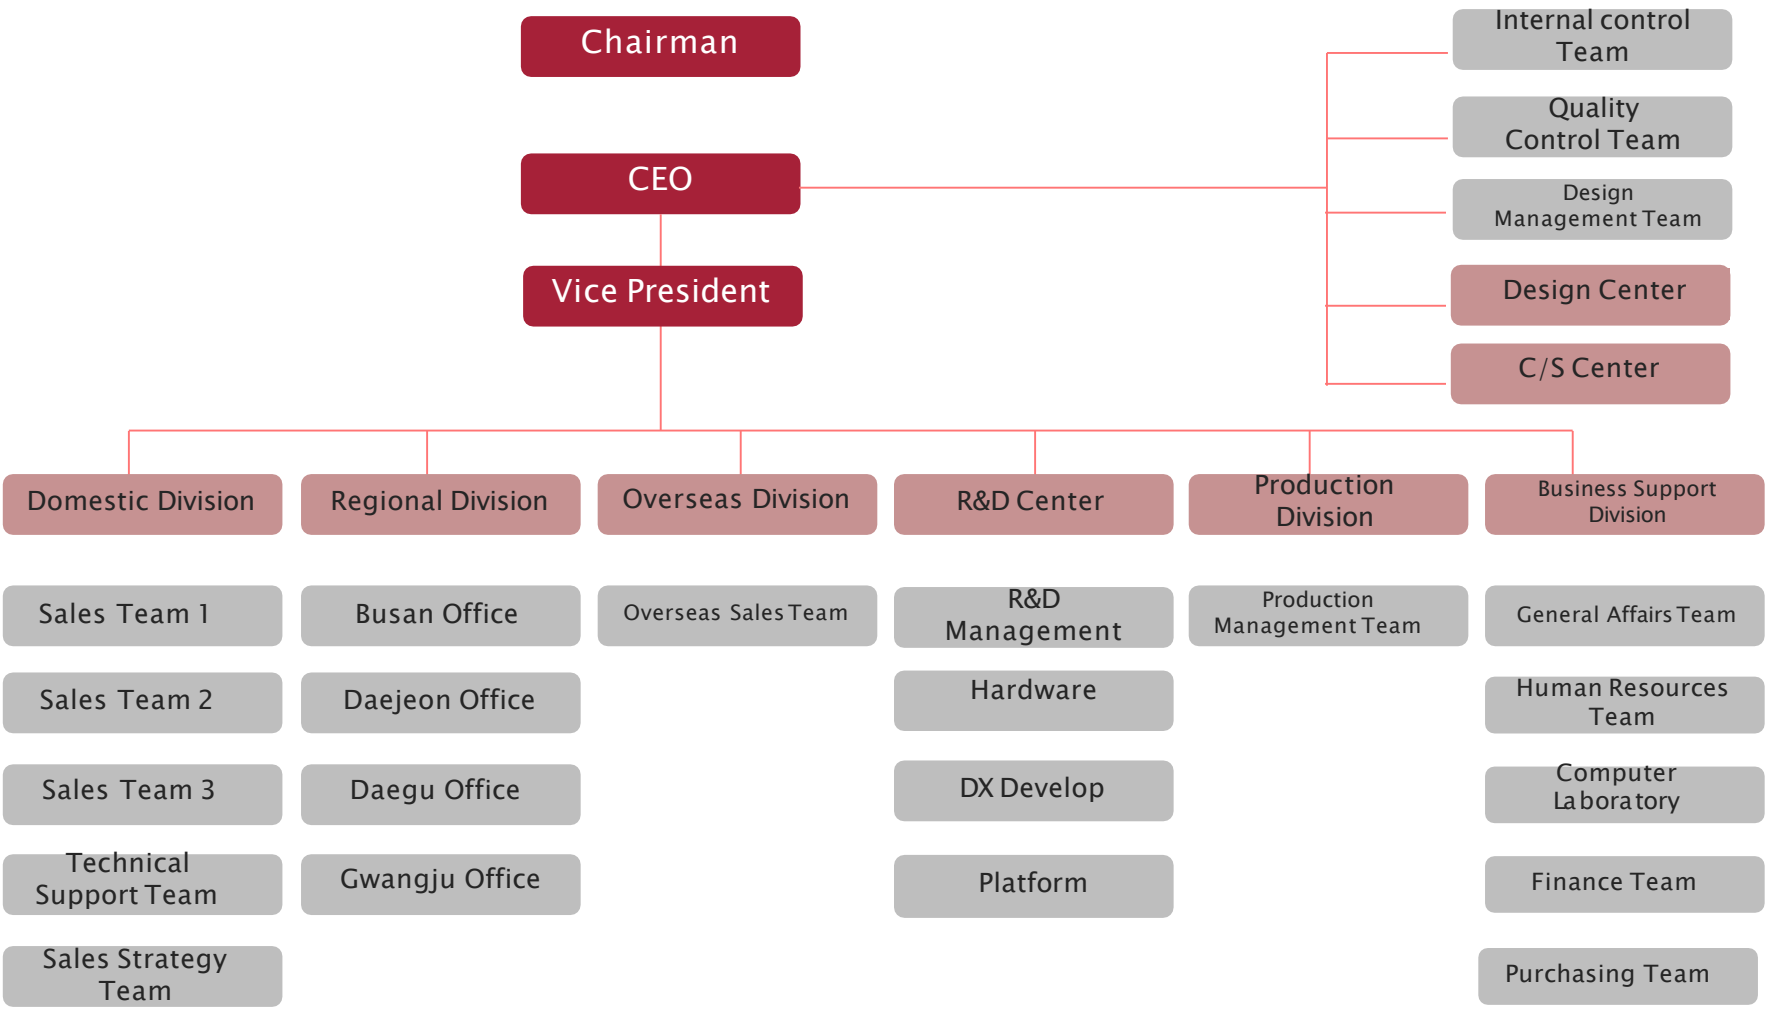 Chairman
CEO
Vice President
Internal control
Team
Quality
Control Team
Design
Management Team
Design Center
C/S Center
Domestic Division
Regional Division
Overseas Division
R&D Center
Production
Division
Business Support
Division
Sales Team 1
Sales Team 2
Sales Team 3
Technical
Support Team
Sales Strategy
Team
Busan Office
Daejeon Office
Daegu Office
Gwangju Office
Overseas Sales Team
R&D
Management
Hardware
DX Develop
Platform
Production
Management Team
General Affairs Team
Human Resources
Team
Computer
Laboratory
Finance Team
Purchasing Team